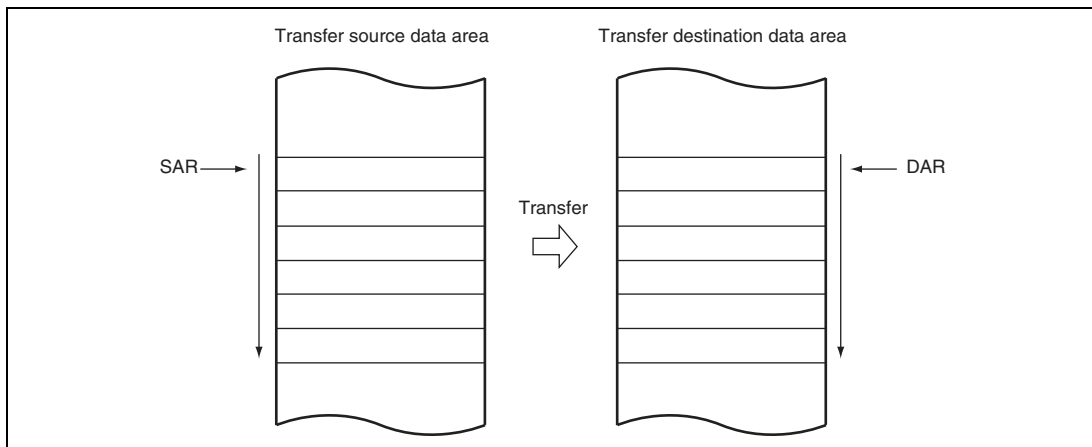 Transfer source data area
Transfer destination data area
SAR
DAR
Transfer